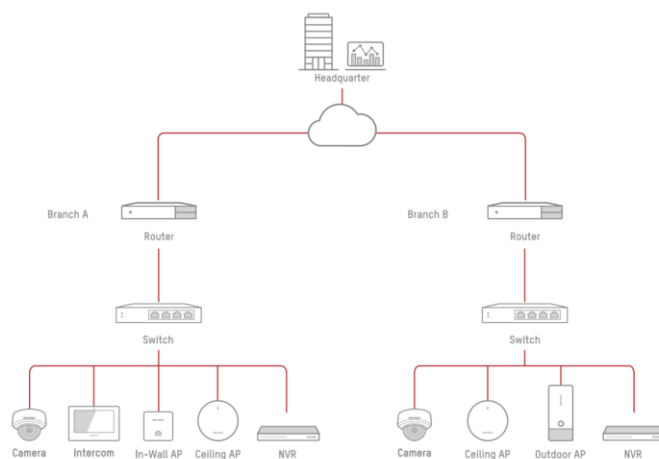 Headquarter
Branch A
Router
Branch B
Router
Switch
Switch
Camera
Intercom
In-Wall AP
Ceiling AP
NVR
Camera
Ceiling AP
Outdoor AP
NVR